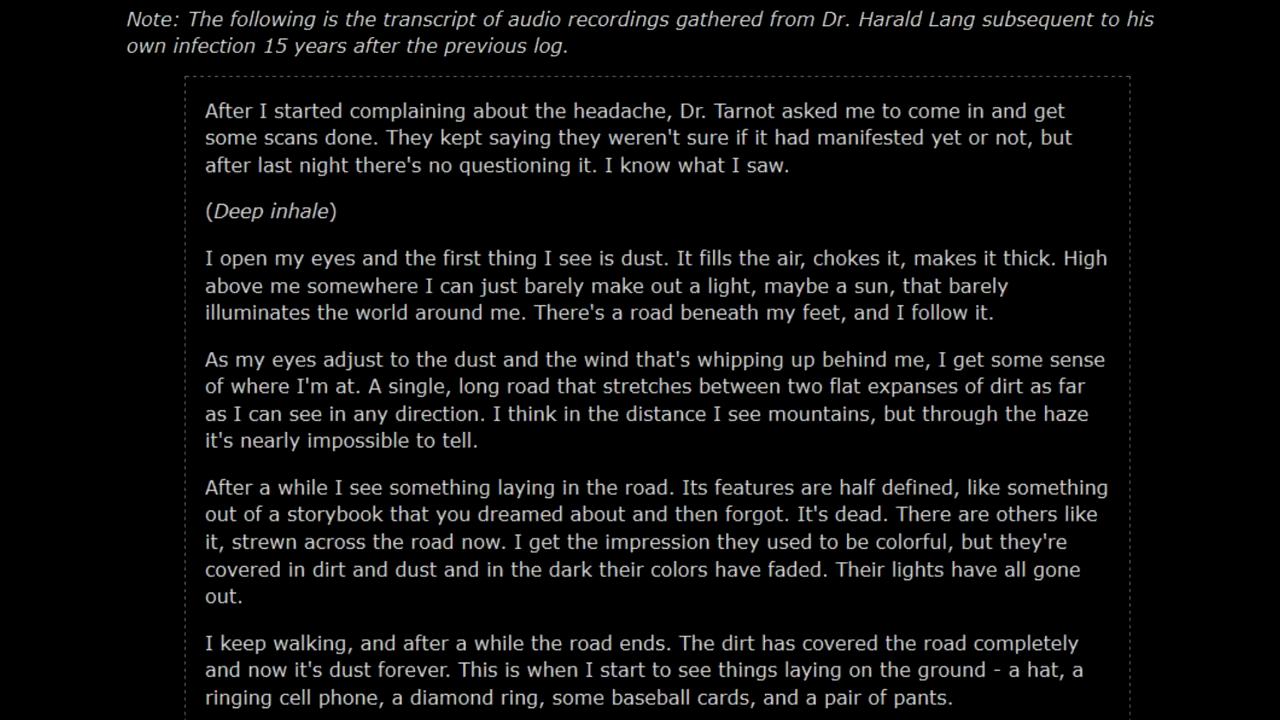 Note: The following is the transcript of audio recordings gathered from Dr. Harald Lang subsequent to his
own infection 15 years after the previous log.
After I started complaining about the headache, Dr. Tarnot asked me to come in and get
some scans done. They kept saying they weren't sure if it had manifested yet or not, but
after last night there's no questioning it. I know what I saw.
(Deep inhale)
I open my eyes and the first thing I see is dust. It fills the air, chokes it, makes it thick. High
above me somewhere I can just barely make out a light, maybe a sun, that barely
illuminates the world around me. There's a road beneath my feet, and I follow it.
As my eyes adjust to the dust and the wind that's whipping up behind me, I get some sense
of where I'm at. A single, long road that stretches between two flat expanses of dirt as far
as I can see in any direction. I think in the distance I see mountains, but through the haze
it's nearly impossible to tell.
After a while I see something laying in the road. Its features are half defined, like something
out of a storybook that you dreamed about and then forgot. It's dead. There are others like
it, strewn across the road now. I get the impression they used to be colorful, but they're
covered in dirt and dust and in the dark their colors have faded. Their lights have all gone
out.
I keep walking, and after a while the road ends. The dirt has covered the road completely
and now it's dust forever. This is when I start to see things laying on the ground - a hat, a
ringing cell phone, a diamond ring, some baseball cards, and a pair of pants.